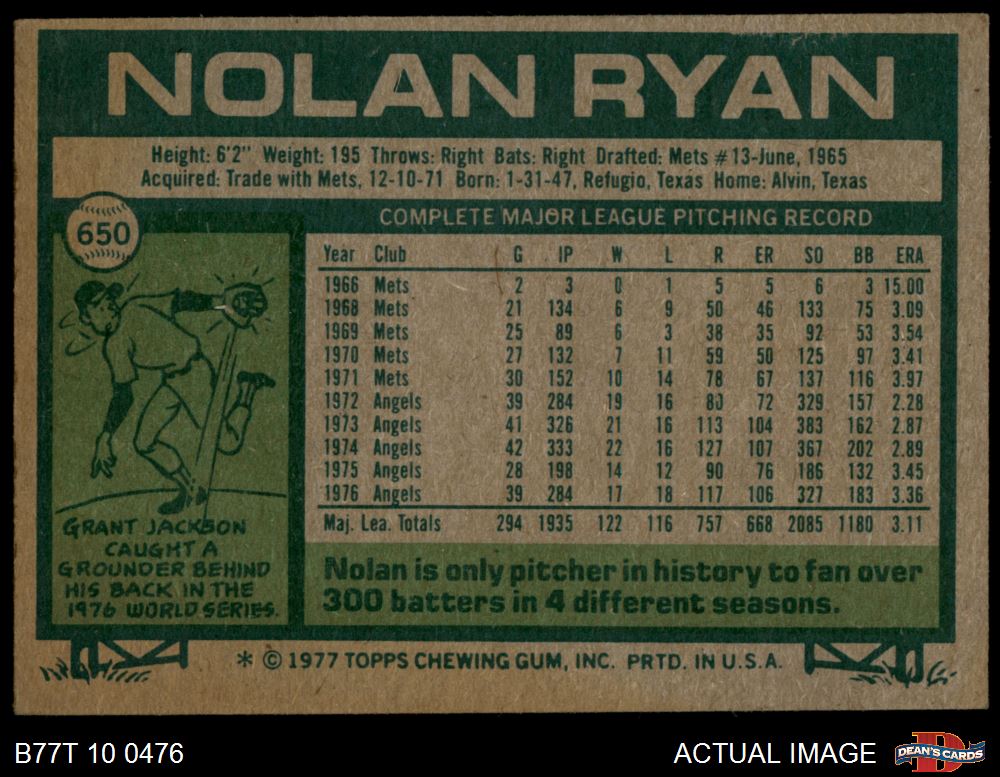 NOLAN RYAN
Height: 6'2" Weight: 195 Throws: Right Bats: Right Drafted: Mets #13-June, 1965
Acquired: Trade with Mets, 12-10-71 Born: 1-31-47, Refugio, Texas Home: Alvin, Texas
650
COMPLETE MAJOR LEAGUE PITCHING RECORD
Year Club G IP W L R ER SO BB ERA
1966 Mets 2 3 0 1 5 5 6 3 15.00
1968 Mets 21 134 6 9 50 46 133 75 3.09
1969 Mets 25 89 6 3 38 35 92 53 3.54
1970 Mets 27 132 7 11 59 50 125 97 3.41
1971 Mets 30 152 10 14 78 67 137 116 3.97
1972 Angels 39 284 19 16 80 72 329 157 2.28
1973 Angels 41 326 21 16 113 104 383 162 2.87
1974 Angels 42 333 22 16 127 107 367 202 2.89
1975 Angels 28 198 14 12 90 76 186 132 3.45
1976 Angels 39 284 17 18 117 106 327 183 3.36
Maj. Lea. Totals 294 1935 122 116 757 668 2085 1180 3.11
GRANT JACKSON
CAUGHT A
GROUNDER BEHIND
HIS BACK IN THE
1976 WORLD SERIES.
Nolan is only pitcher in history to fan over
300 batters in 4 different seasons.
* © 1977 TOPPS CHEWING GUM, INC. PRTD. IN U.S.A.
B77T 10 0476
ACTUAL IMAGE
D
DEAN'S CARDS